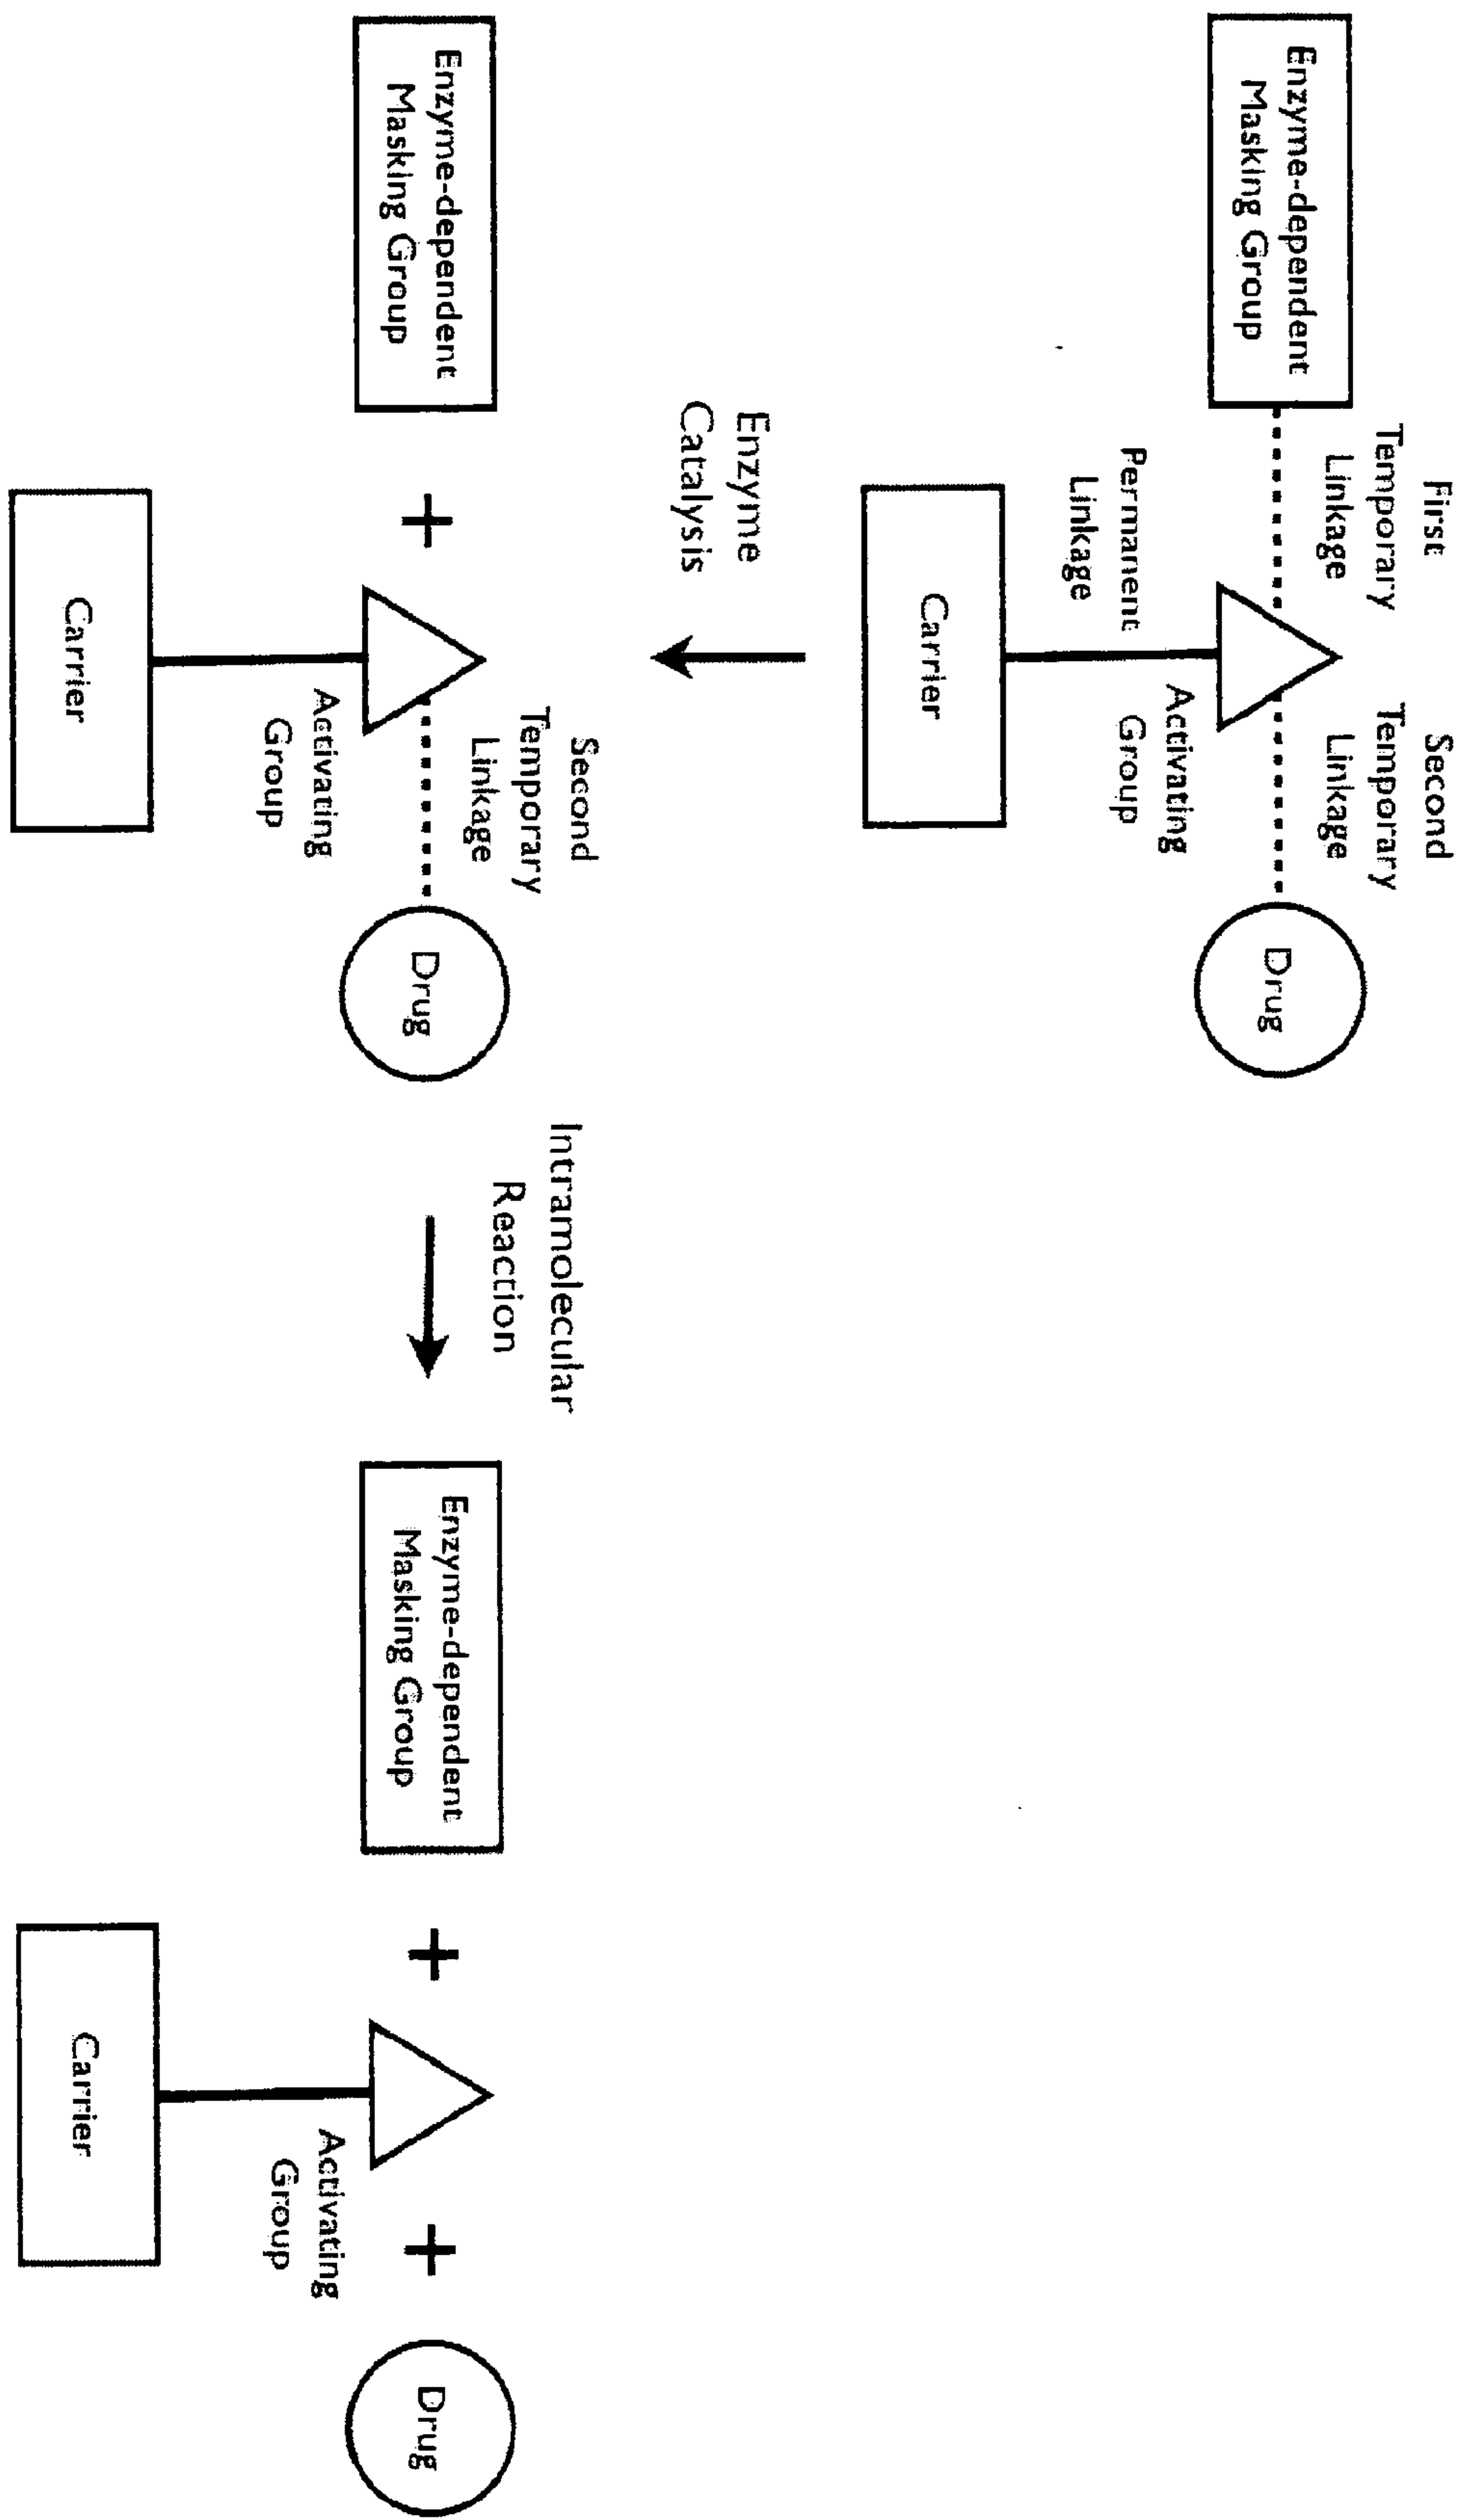 First
Temporary
Linkage
Second
Temporary
Linkage
Enzyme-dependent
Masking Group
Drug
Activating
Group
Permanent
Linkage
Carrier
Enzyme
Catalysis
Second
Temporary
Linkage
Enzyme-dependent
Masking Group
+
Drug
Activating
Group
Carrier
Intramolecular
Reaction
Enzyme-dependent
Masking Group
+
+
Drug
Activating
Group
Carrier